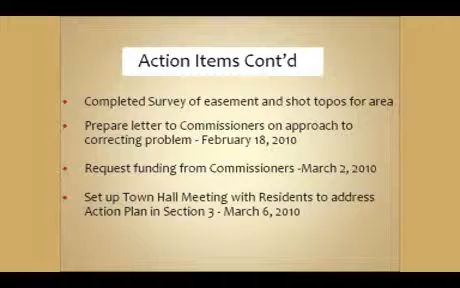 Action Items Cont'd
Completed Survey of easement and shot topos for area
Prepare letter to Commissioners on approach to
correcting problem - February 18, 2010
Request funding from Commissioners -March 2, 2010
Set up Town Hall Meeting with Residents to address
Action Plan in Section 3 - March 6, 2010